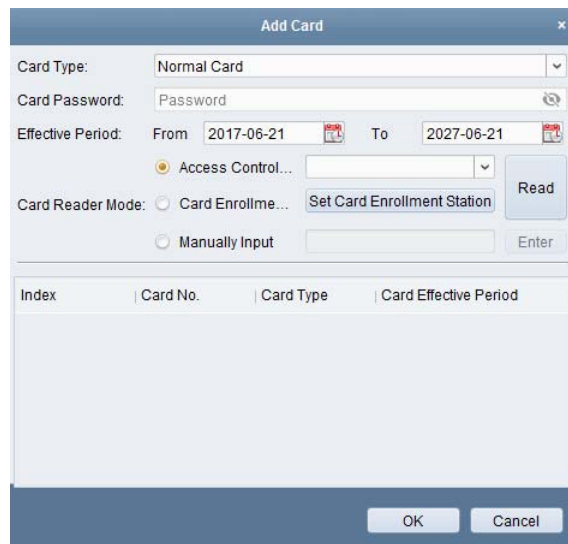 Add Card
×
Card Type: Normal Card
Card Password: Password
Effective Period: From 2017-06-21 To 2027-06-21
Access Control...
Read
Card Reader Mode: Card Enrollme... Set Card Enrollment Station
Manually Input Enter
Index Card No. Card Type Card Effective Period
OK Cancel